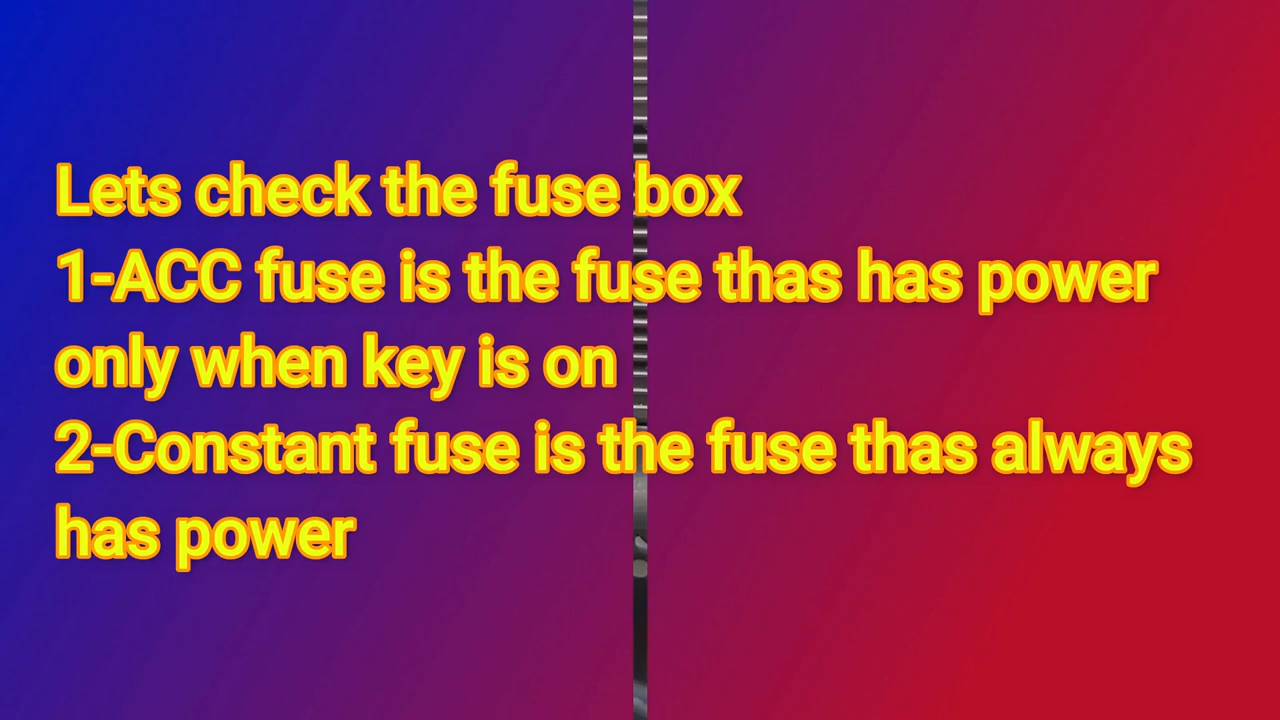 Lets check the fuse box
1-ACC fuse is the fuse thas has power
only when key is on
2-Constant fuse is the fuse thas always
has power